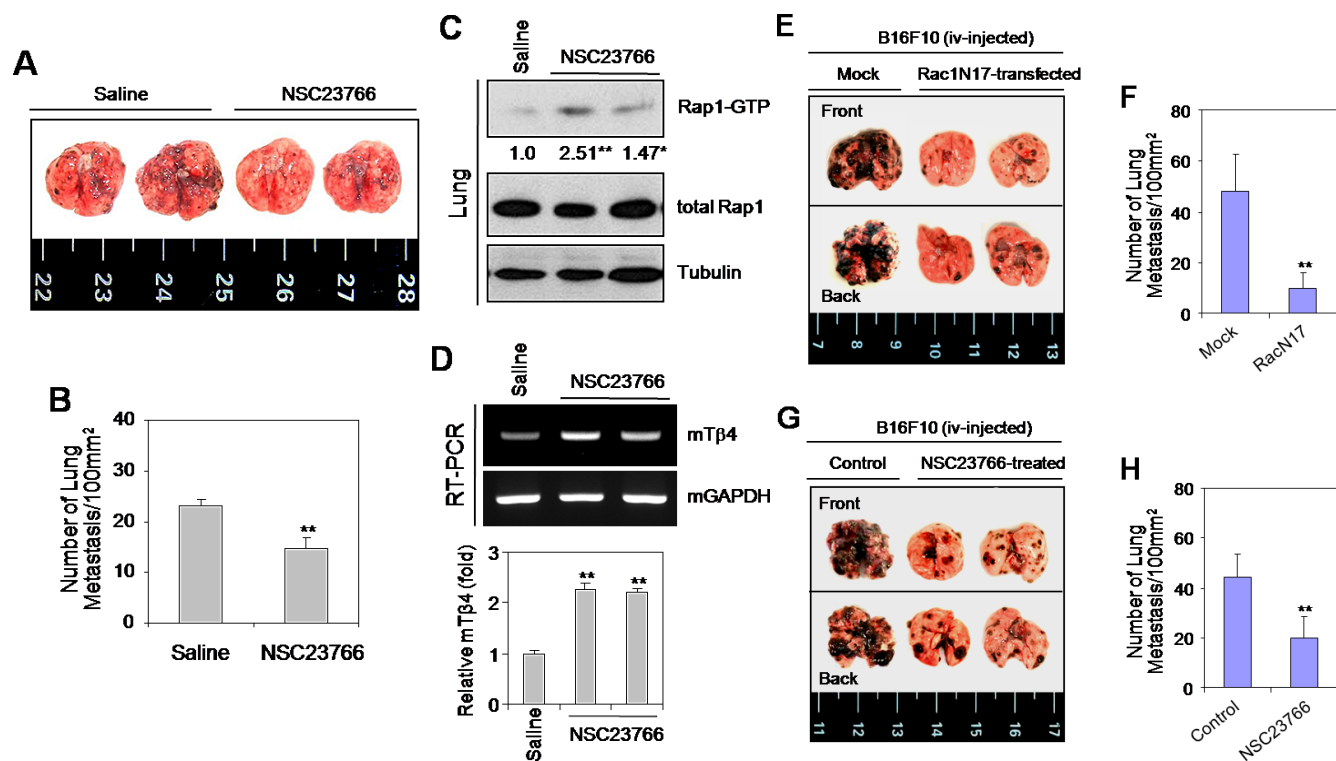 A
Saline
NSC23766
22 23 24 25 26 27 28
B
Number of Lung
Metastasis/100mm²
40
30
20
10
0
**
Saline
NSC23766
C
Saline
NSC23766
Lung
Rap1-GTP
1.0 2.51** 1.47*
total Rap1
Tubulin
D
Saline
NSC23766
RT-PCR
mTβ4
mGAPDH
Relative mTβ4 (fold)
3
2
1
0
** **
Saline
NSC23766
E
B16F10 (iv-injected)
Mock
Rac1N17-transfected
Front
Back
7 8 9 10 11 12 13
F
Number of Lung
Metastasis/100mm²
80
60
40
20
0
**
Mock
RacN17
G
B16F10 (iv-injected)
Control
NSC23766-treated
Front
Back
11 12 13 14 15 16 17
H
Number of Lung
Metastasis/100mm²
80
60
40
20
0
**
Control
NSC23766